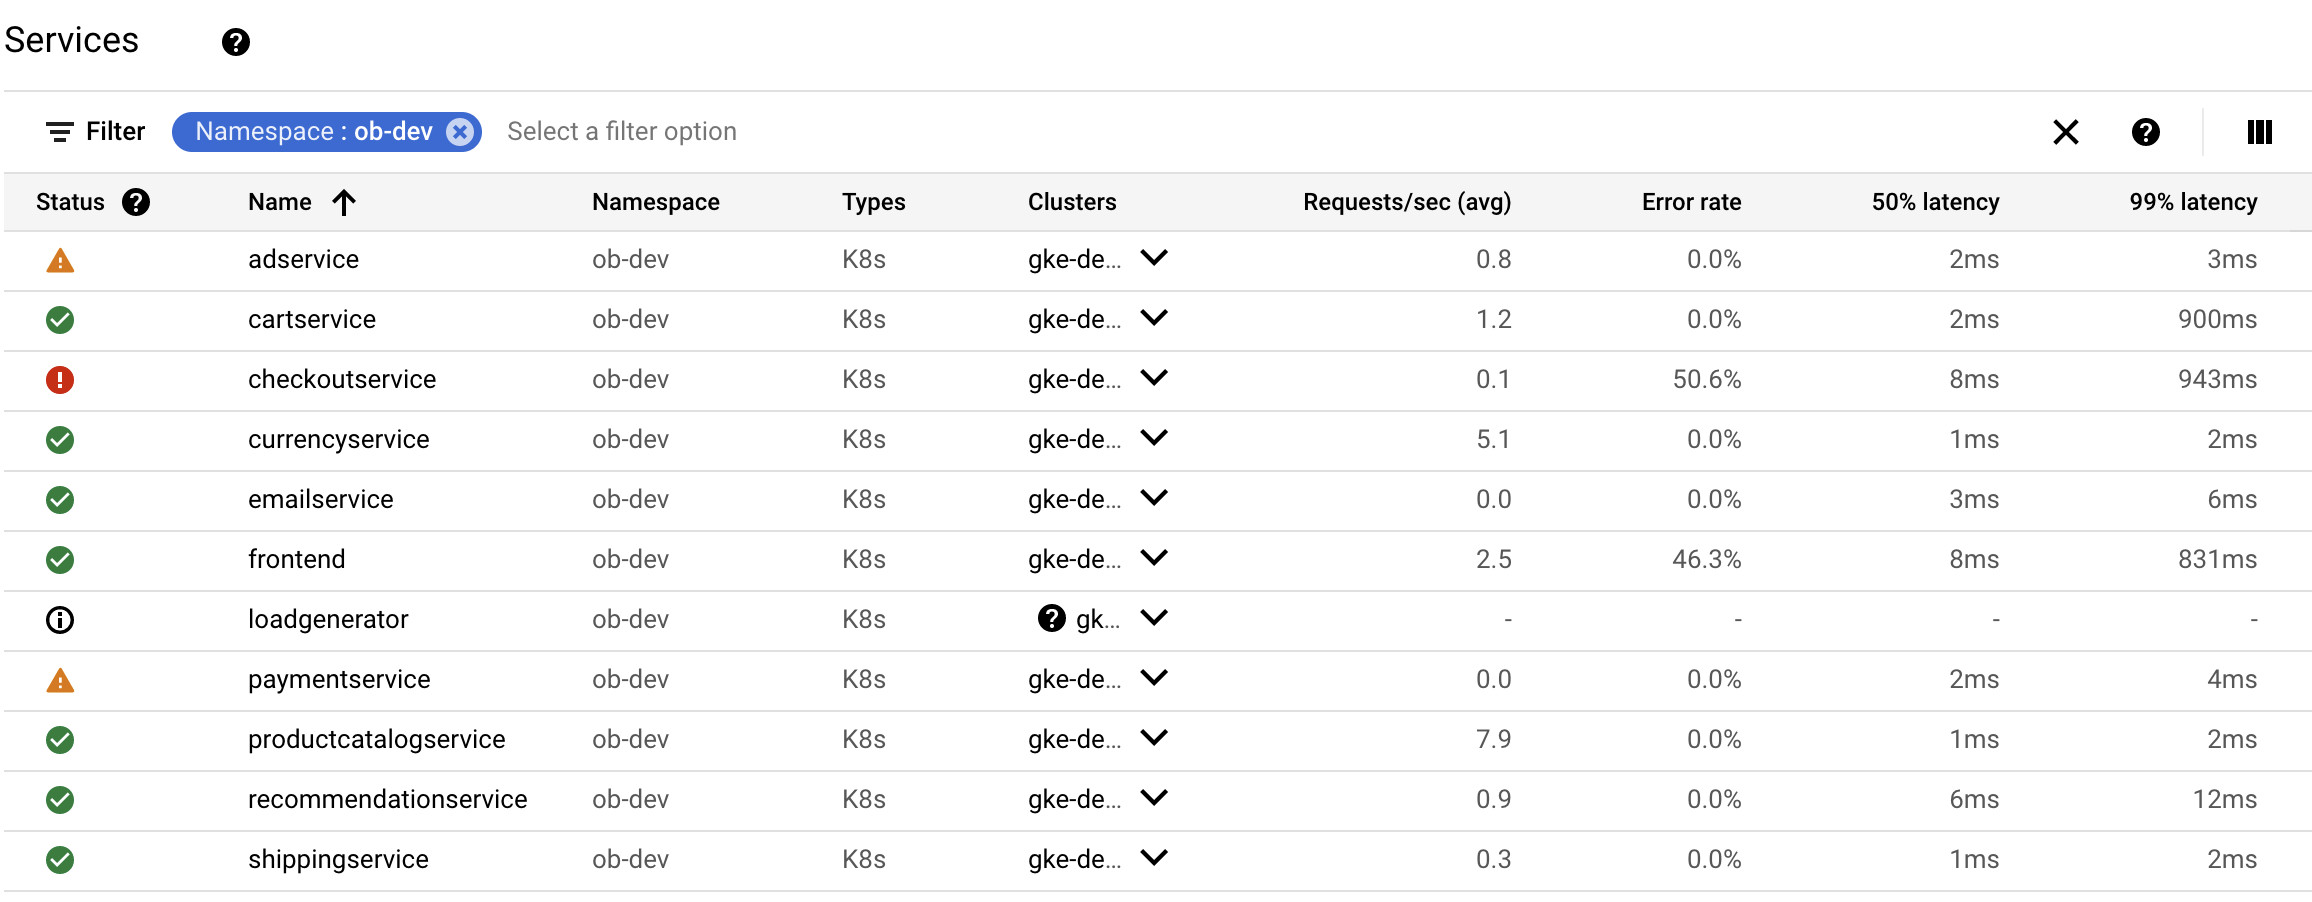 Services
Filter Namespace : ob-dev Select a filter option
Status Name Namespace Types Clusters Requests/sec (avg) Error rate 50% latency 99% latency
adservice ob-dev K8s gke-de... 0.8 0.0% 2ms 3ms
cartservice ob-dev K8s gke-de... 1.2 0.0% 2ms 900ms
checkoutservice ob-dev K8s gke-de... 0.1 50.6% 8ms 943ms
currencyservice ob-dev K8s gke-de... 5.1 0.0% 1ms 2ms
emailservice ob-dev K8s gke-de... 0.0 0.0% 3ms 6ms
frontend ob-dev K8s gke-de... 2.5 46.3% 8ms 831ms
loadgenerator ob-dev K8s gk... - - - -
paymentservice ob-dev K8s gke-de... 0.0 0.0% 2ms 4ms
productcatalogservice ob-dev K8s gke-de... 7.9 0.0% 1ms 2ms
recommendationservice ob-dev K8s gke-de... 0.9 0.0% 6ms 12ms
shippingservice ob-dev K8s gke-de... 0.3 0.0% 1ms 2ms